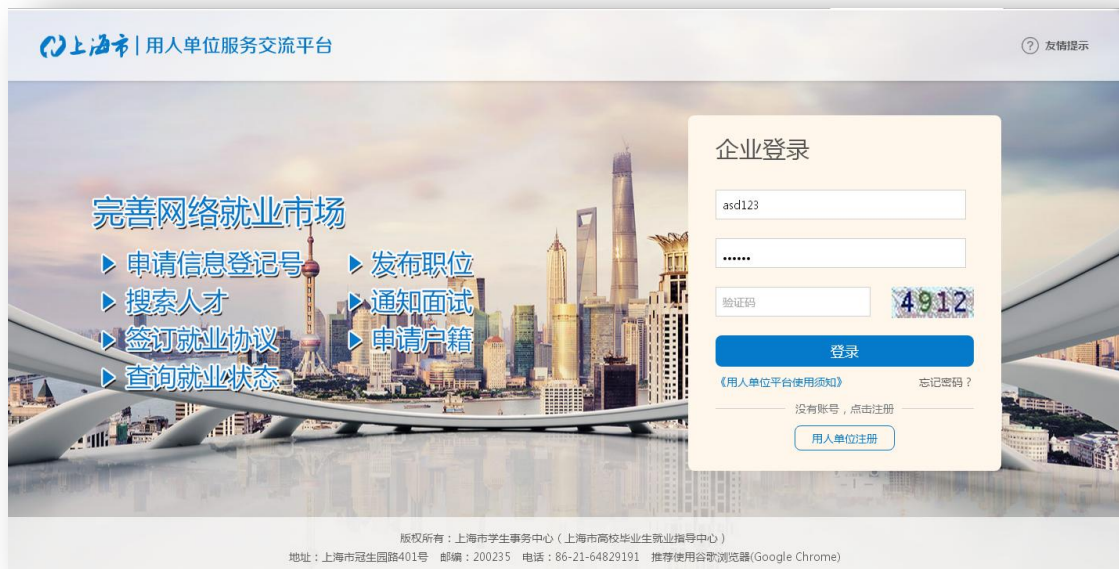 上海市 | 用人单位服务交流平台
? 友情提示
企业登录
asd123
••••••
验证码
4912
登录
《用人单位平台使用须知》 忘记密码？
没有账号，点击注册
用人单位注册
完善网络就业市场
申请信息登记号 发布职位
搜索人才 通知面试
签订就业协议 申请户籍
查询就业状态
版权所有：上海市学生事务中心（上海市高校毕业生就业指导中心）
地址：上海市冠生园路401号 邮编：200235 电话：86-21-64829191 推荐使用谷歌浏览器(Google Chrome)